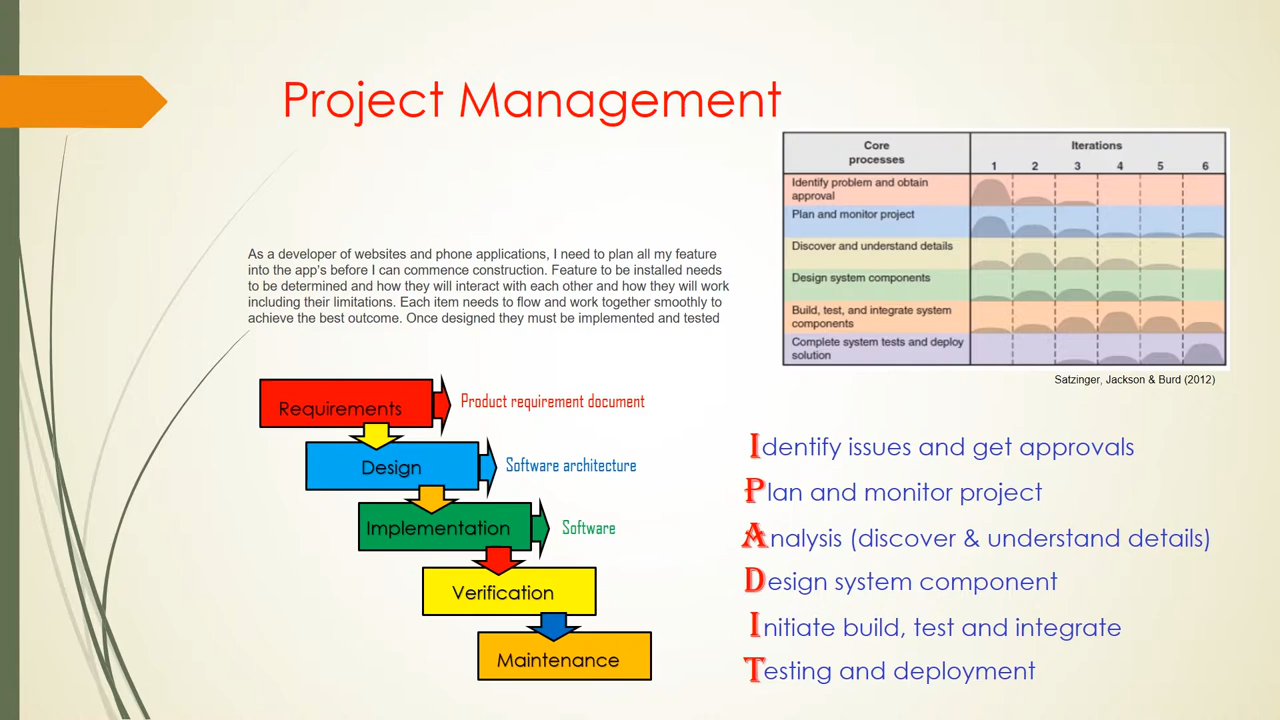 Project Management
As a developer of websites and phone applications, I need to plan all my feature
into the app's before I can commence construction. Feature to be installed needs
to be determined and how they will interact with each other and how they will work
including their limitations. Each item needs to flow and work together smoothly to
achieve the best outcome. Once designed they must be implemented and tested
Core
processes
Iterations
1 2 3 4 5 6
Identify problem and obtain
approval
Plan and monitor project
Discover and understand details
Design system components
Build, test, and integrate system
components
Complete system tests and deploy
solution
Satzinger, Jackson & Burd (2012)
Requirements
Product requirement document
Design
Software architecture
Implementation
Software
Verification
Maintenance
Identify issues and get approvals
Plan and monitor project
Analysis (discover & understand details)
Design system component
Initiate build, test and integrate
Testing and deployment